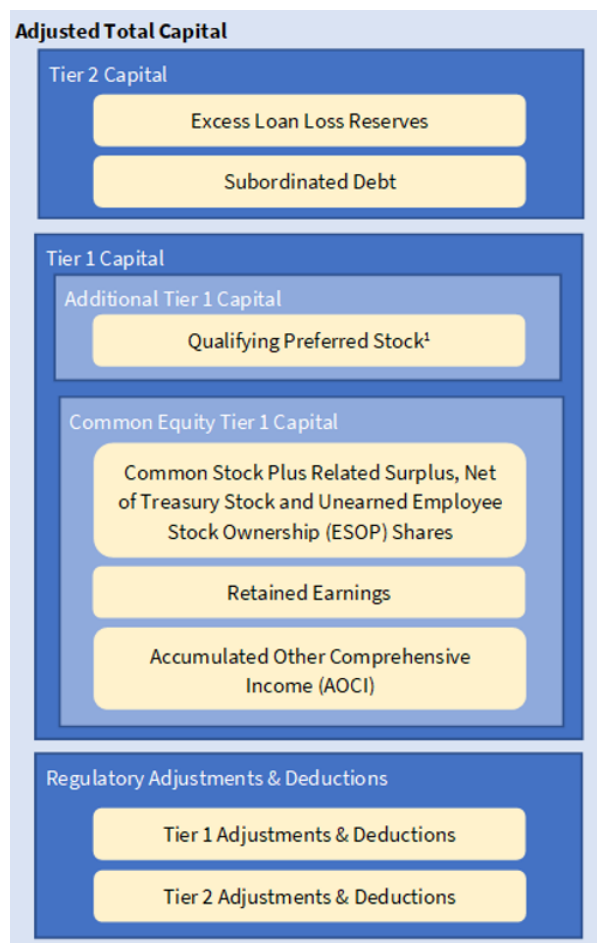 Adjusted Total Capital
Tier 2 Capital
Excess Loan Loss Reserves
Subordinated Debt
Tier 1 Capital
Additional Tier 1 Capital
Qualifying Preferred Stock¹
Common Equity Tier 1 Capital
Common Stock Plus Related Surplus, Net
of Treasury Stock and Unearned Employee
Stock Ownership (ESOP) Shares
Retained Earnings
Accumulated Other Comprehensive
Income (AOCI)
Regulatory Adjustments & Deductions
Tier 1 Adjustments & Deductions
Tier 2 Adjustments & Deductions